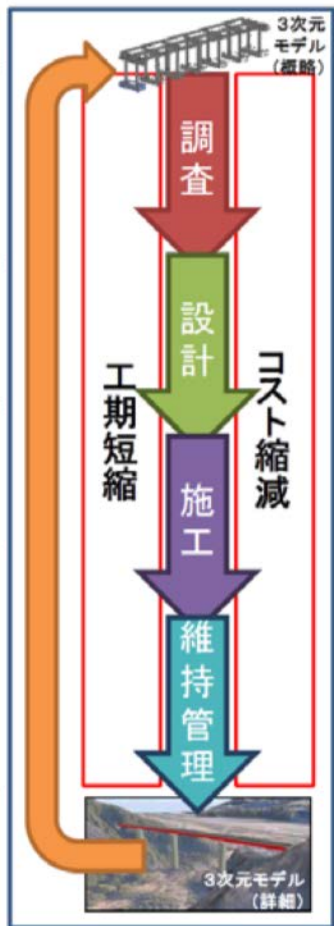 3次元
モデル
(概略)
調査
設計
工期短縮
コスト縮減
施工
維持管理
3次元モデル
(詳細)